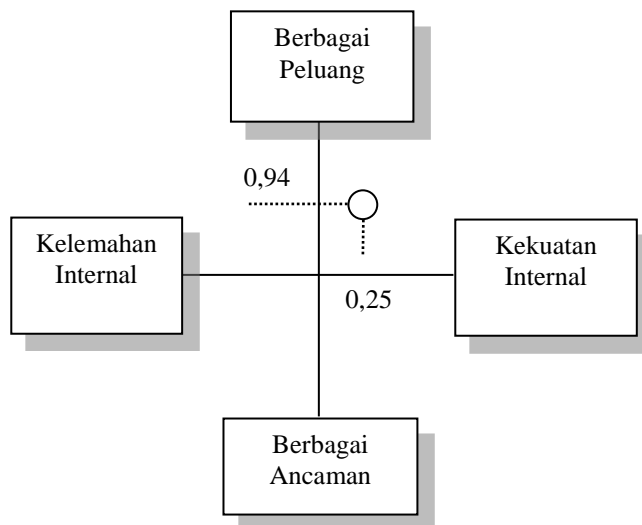 Berbagai
Peluang
0,94
Kelemahan
Internal
Kekuatan
Internal
0,25
Berbagai
Ancaman